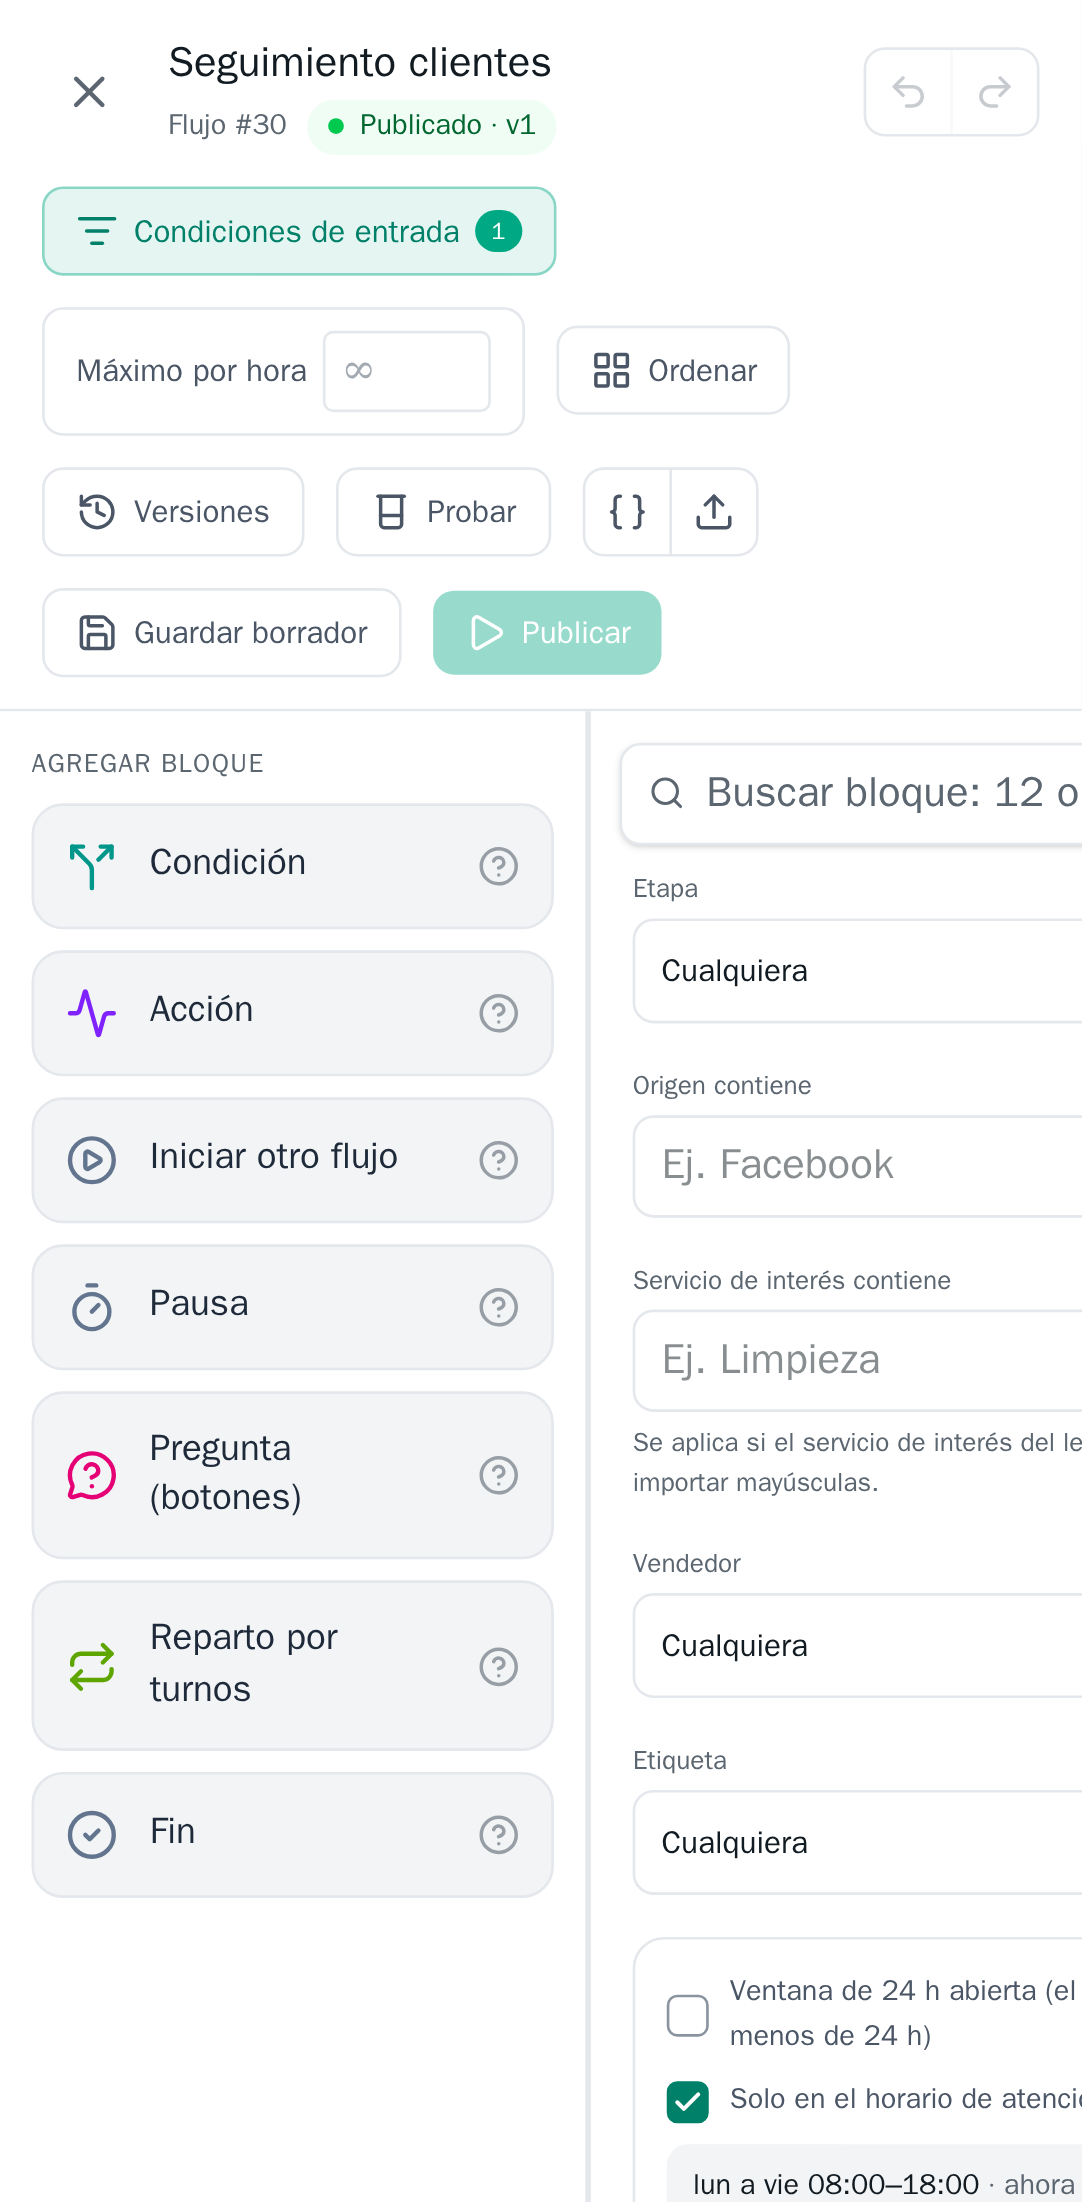 Seguimiento clientes
Flujo #30
Publicado · v1
Condiciones de entrada 1
Máximo por hora ∞
Ordenar
Versiones
Probar
{ }
Guardar borrador
Publicar
AGREGAR BLOQUE
Condición
Acción
Iniciar otro flujo
Pausa
Pregunta
(botones)
Reparto por
turnos
Fin
Buscar bloque: 12 o
Etapa
Cualquiera
Origen contiene
Ej. Facebook
Servicio de interés contiene
Ej. Limpieza
Se aplica si el servicio de interés del le
importar mayúsculas.
Vendedor
Cualquiera
Etiqueta
Cualquiera
Ventana de 24 h abierta (el
menos de 24 h)
Solo en el horario de atenci
lun a vie 08:00–18:00 · ahora